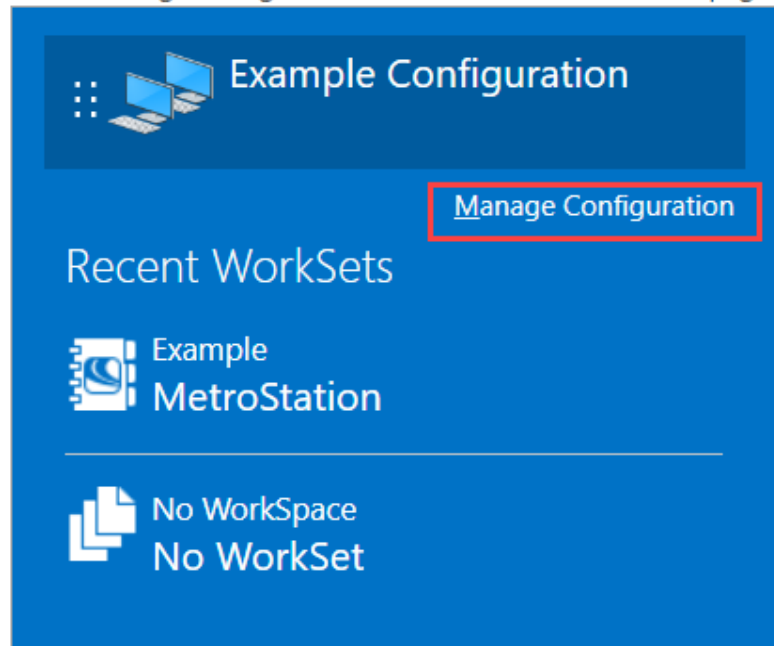 Example Configuration
Manage Configuration
Recent WorkSets
Example
MetroStation
No WorkSpace
No WorkSet